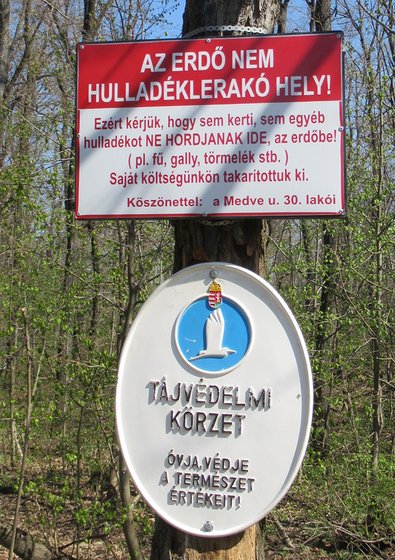 AZ ERDŐ NEM
HULLADÉKLERAKÓ HELY!
Ezért kérjük, hogy sem kerti, sem egyéb
hulladékot NE HORDJANAK IDE, az erdőbe!
( pl. fű, gally, törmelék stb. )
Saját költségünkön takarítottuk ki.
Köszönettel: a Medve u. 30. lakói
TÁJVÉDELMI
KÖRZET
ÓVJA,VÉDJE
A TERMÉSZET
ÉRTÉKEIT!